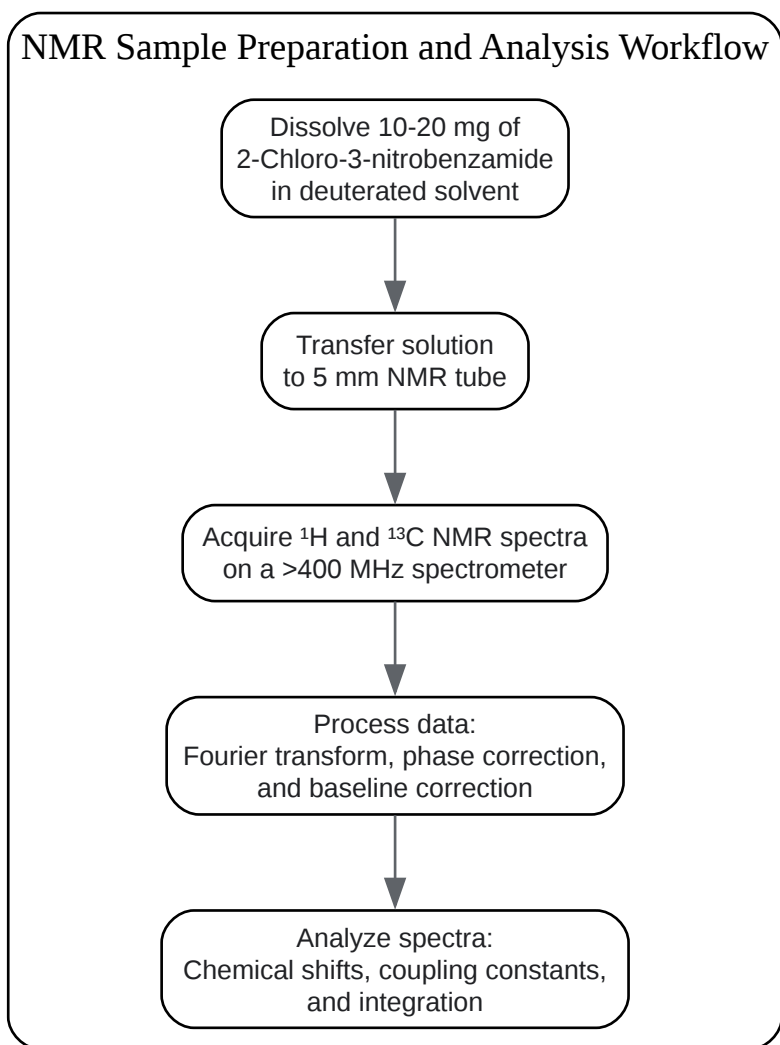 NMR Sample Preparation and Analysis Workflow
Dissolve 10-20 mg of
2-Chloro-3-nitrobenzamide
in deuterated solvent
Transfer solution
to 5 mm NMR tube
Acquire ¹H and ¹³C NMR spectra
on a >400 MHz spectrometer
Process data:
Fourier transform, phase correction,
and baseline correction
Analyze spectra:
Chemical shifts, coupling constants,
and integration